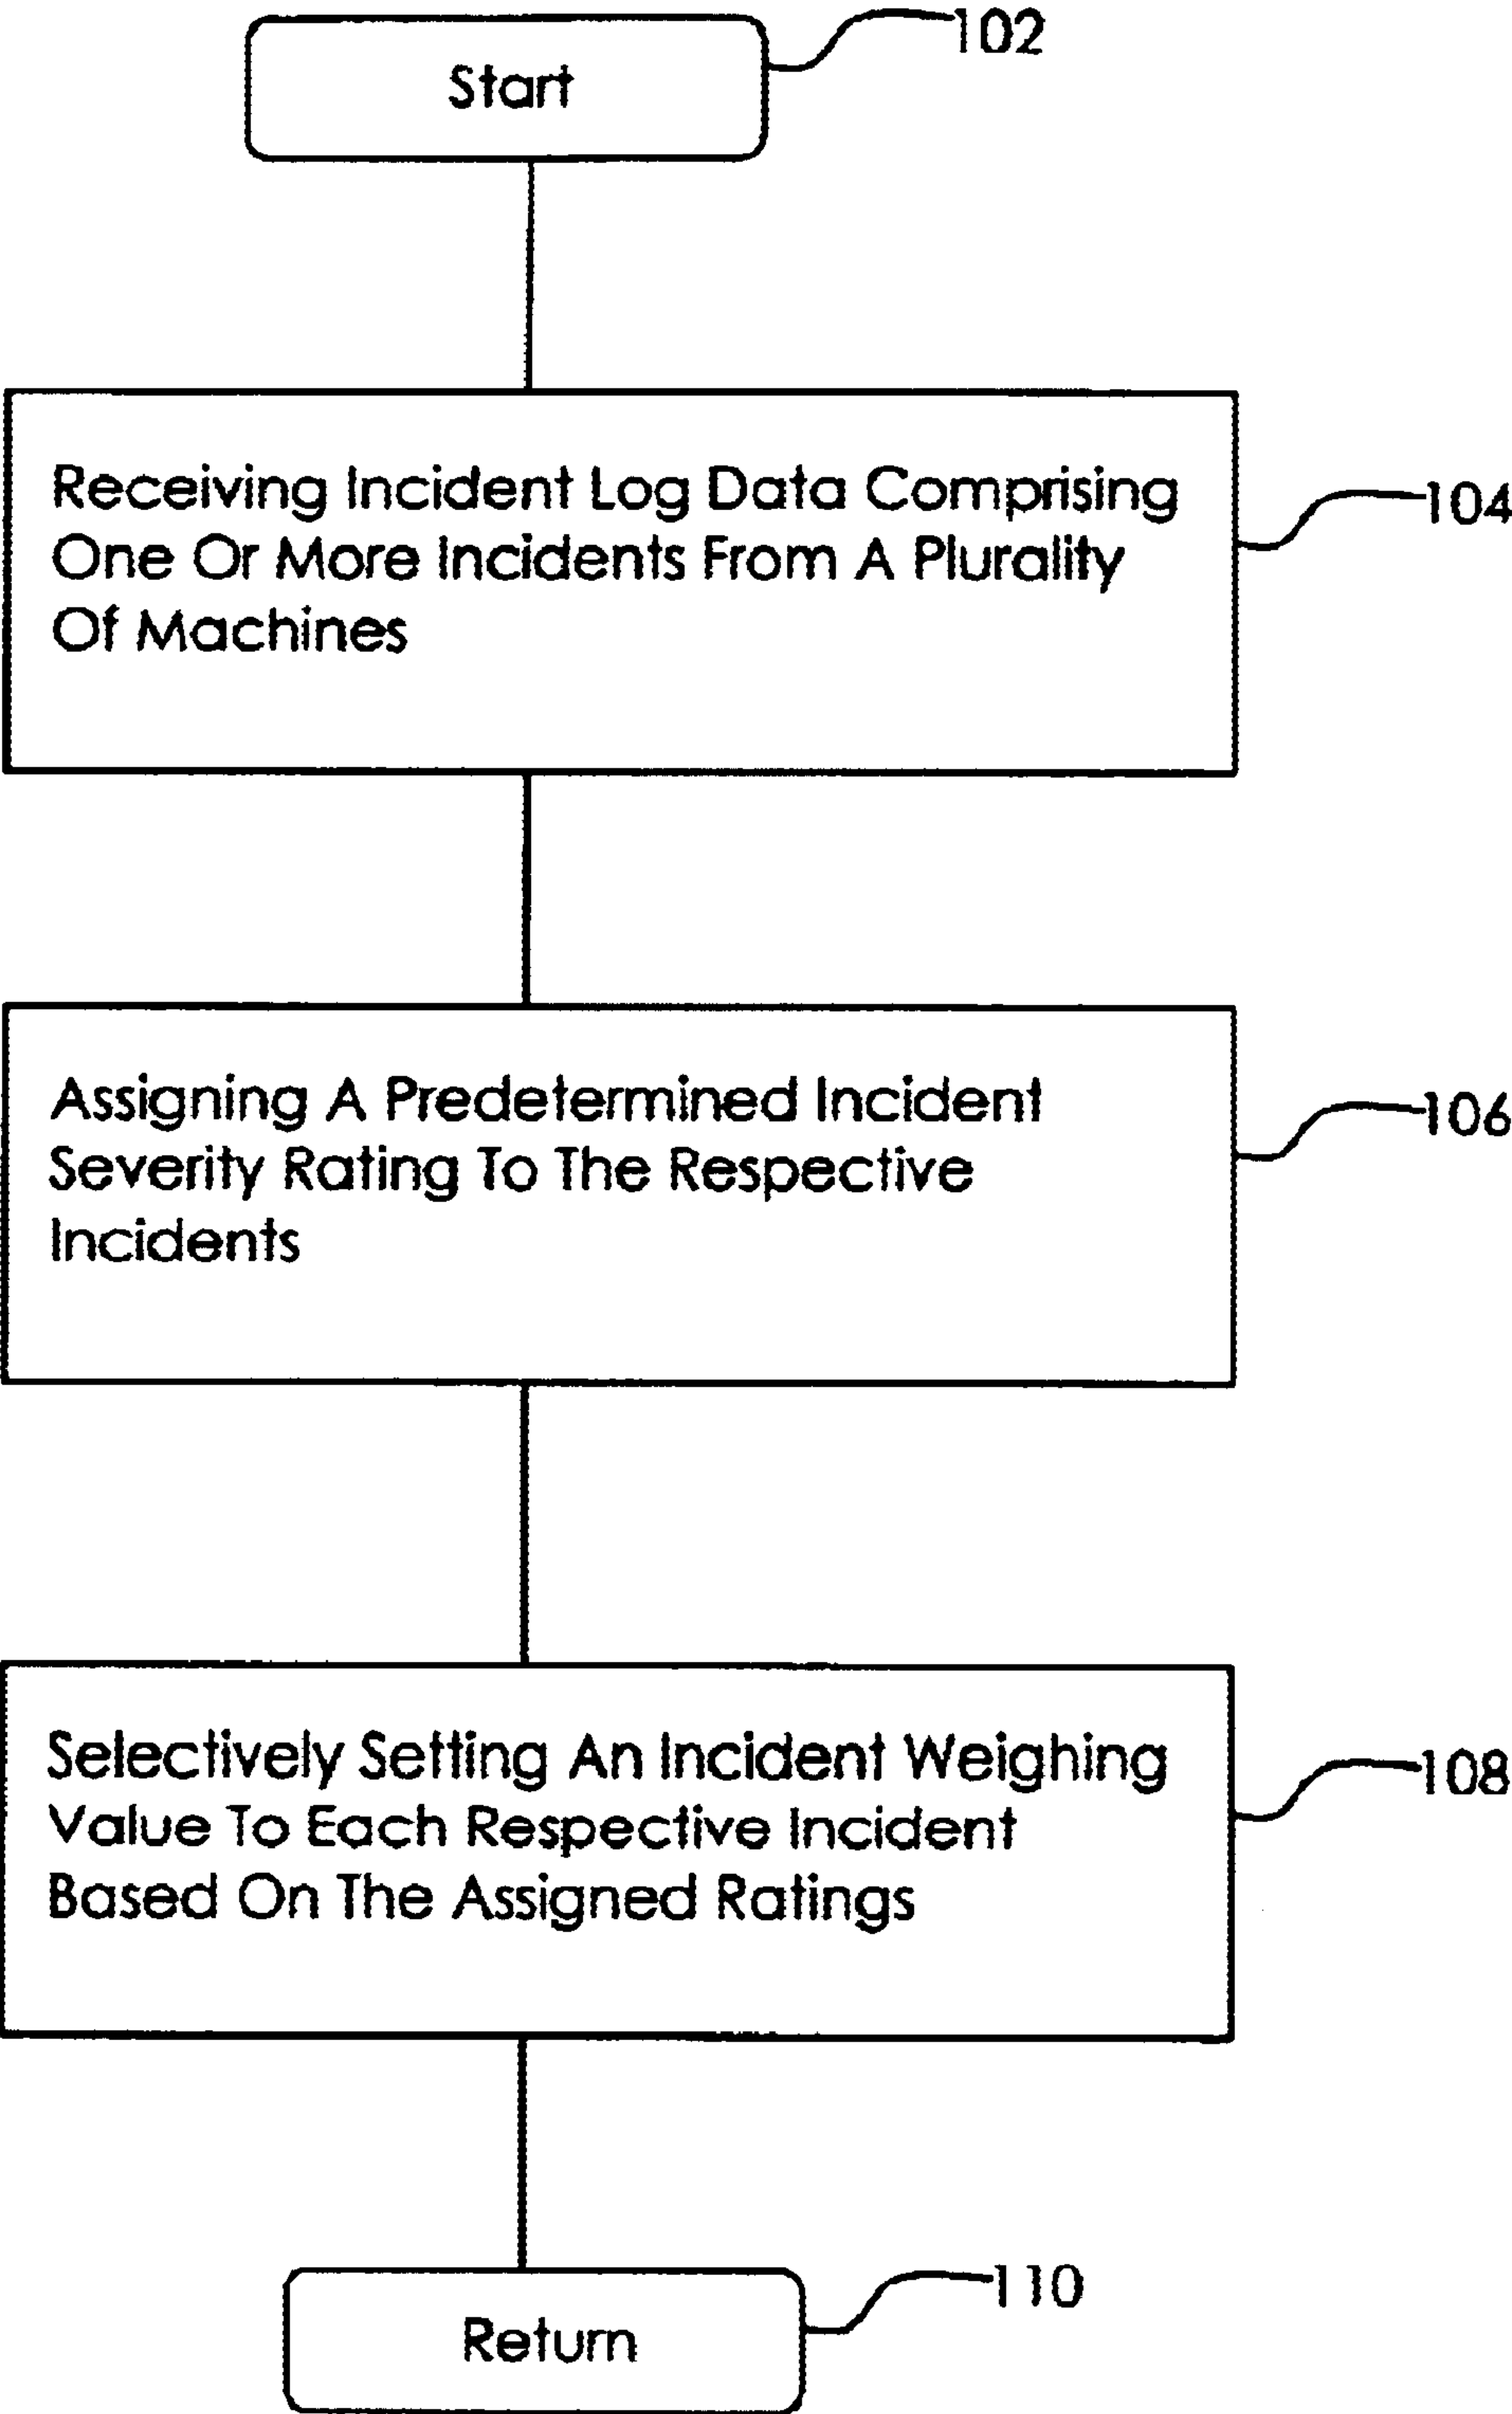 Start
102
Receiving Incident Log Data Comprising
One Or More Incidents From A Plurality
Of Machines
104
Assigning A Predetermined Incident
Severity Rating To The Respective
Incidents
106
Selectively Setting An Incident Weighing
Value To Each Respective Incident
Based On The Assigned Ratings
108
Return
110